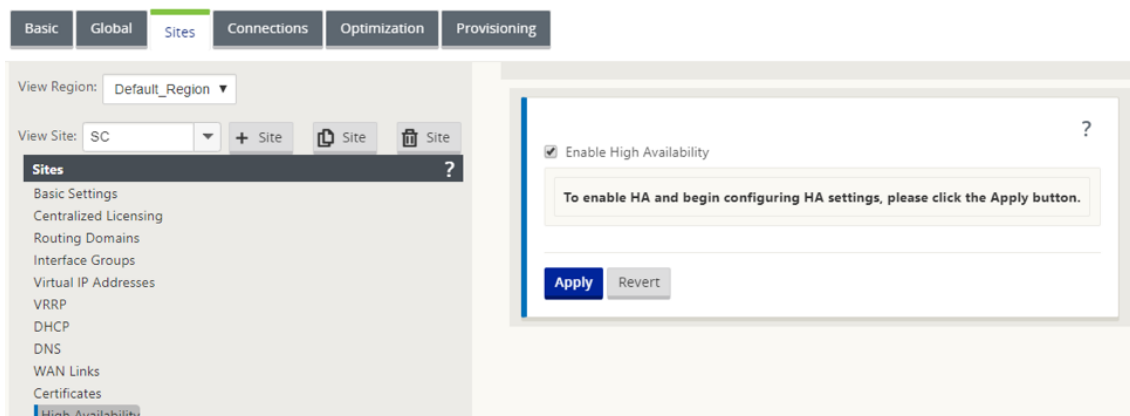 Basic Global Sites Connections Optimization Provisioning
View Region: Default_Region
View Site: SC + Site Site Site
Sites ?
Basic Settings
Centralized Licensing
Routing Domains
Interface Groups
Virtual IP Addresses
VRRP
DHCP
DNS
WAN Links
Certificates
High Availability
?
Enable High Availability
To enable HA and begin configuring HA settings, please click the Apply button.
Apply Revert